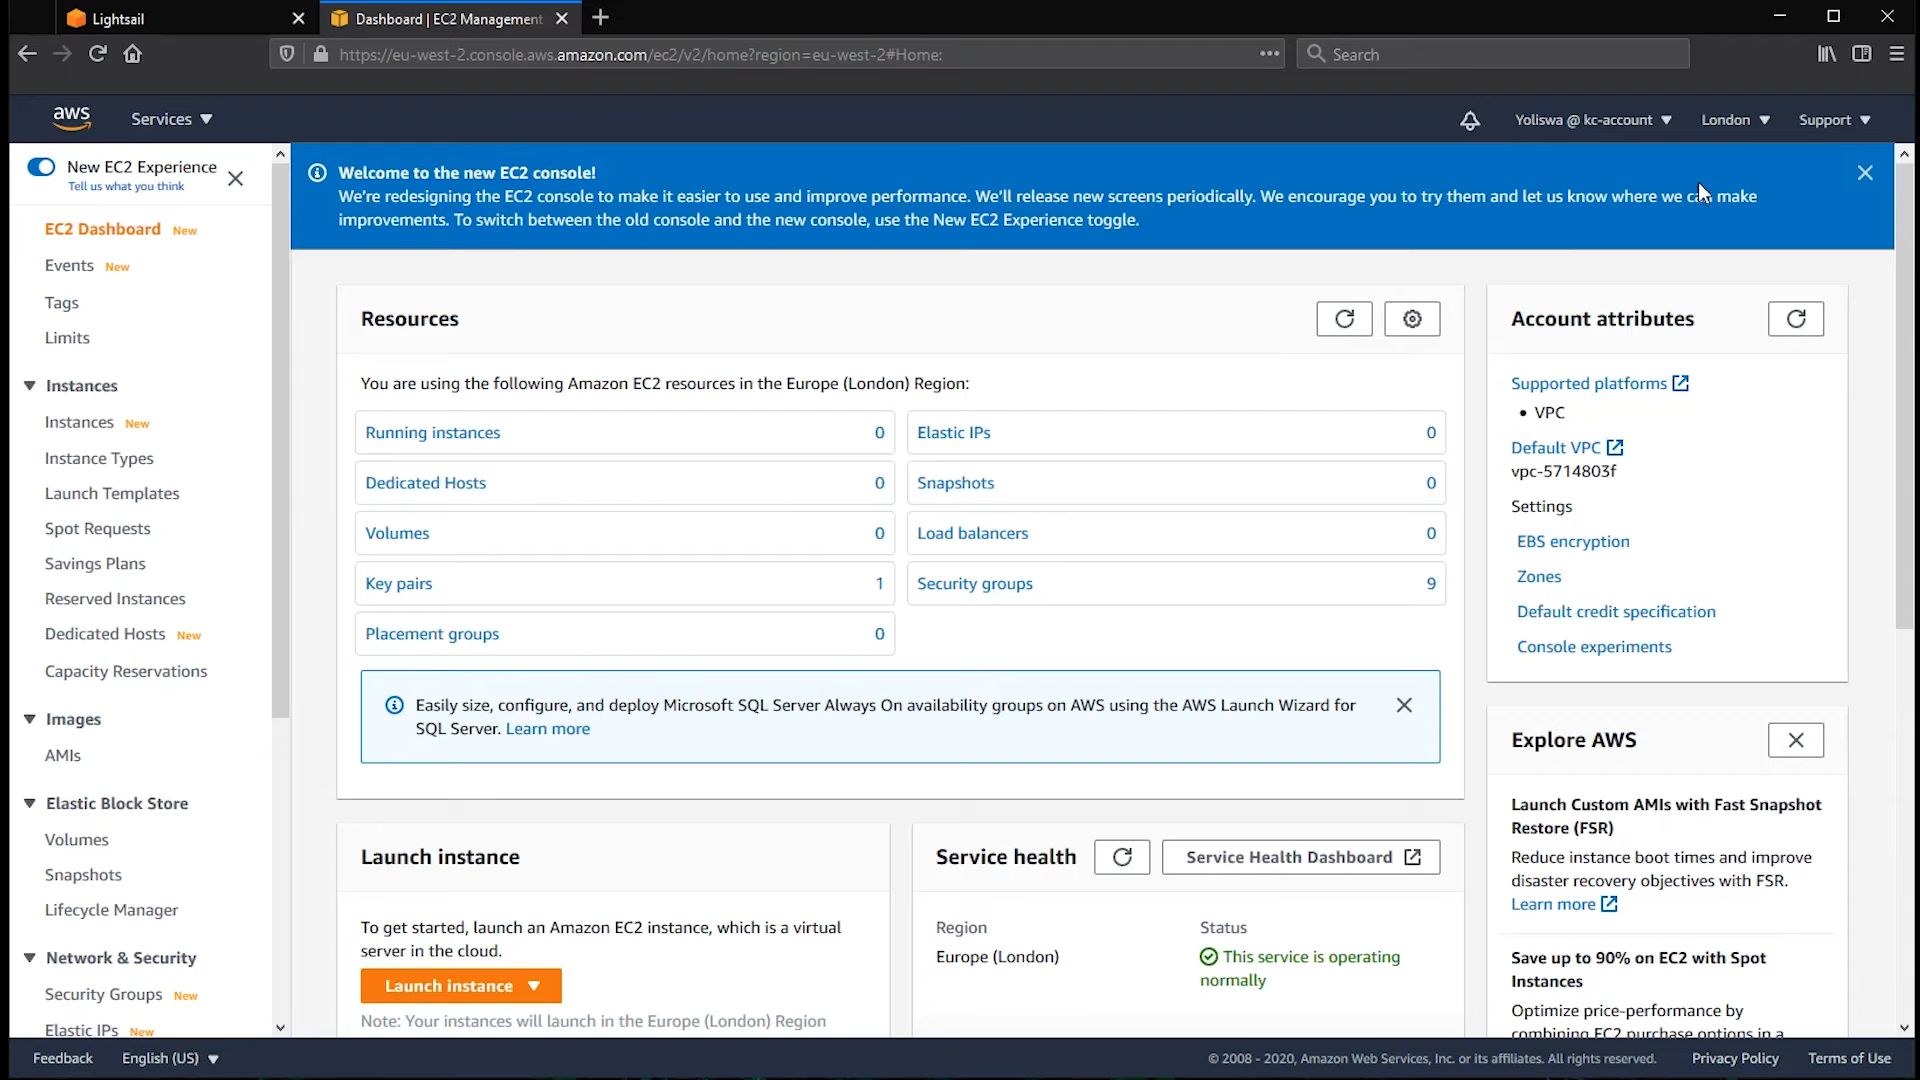 Lightsail
Dashboard | EC2 Management
https://eu-west-2.console.aws.amazon.com/ec2/v2/home?region=eu-west-2#Home:
Search
aws
Services
Yoliswa @ kc-account
London
Support
New EC2 Experience
Tell us what you think
EC2 Dashboard New
Events New
Tags
Limits
Instances
Instances New
Instance Types
Launch Templates
Spot Requests
Savings Plans
Reserved Instances
Dedicated Hosts New
Capacity Reservations
Images
AMIs
Elastic Block Store
Volumes
Snapshots
Lifecycle Manager
Network & Security
Security Groups New
Elastic IPs New
Welcome to the new EC2 console!
We're redesigning the EC2 console to make it easier to use and improve performance. We'll release new screens periodically. We encourage you to try them and let us know where we can make
improvements. To switch between the old console and the new console, use the New EC2 Experience toggle.
Resources
You are using the following Amazon EC2 resources in the Europe (London) Region:
Running instances 0
Elastic IPs 0
Dedicated Hosts 0
Snapshots 0
Volumes 0
Load balancers 0
Key pairs 1
Security groups 9
Placement groups 0
Easily size, configure, and deploy Microsoft SQL Server Always On availability groups on AWS using the AWS Launch Wizard for
SQL Server. Learn more
Launch instance
To get started, launch an Amazon EC2 instance, which is a virtual
server in the cloud.
Launch instance
Note: Your instances will launch in the Europe (London) Region
Service health
Service Health Dashboard
Region
Status
Europe (London)
This service is operating
normally
Account attributes
Supported platforms
• VPC
Default VPC
vpc-5714803f
Settings
EBS encryption
Zones
Default credit specification
Console experiments
Explore AWS
Launch Custom AMIs with Fast Snapshot
Restore (FSR)
Reduce instance boot times and improve
disaster recovery objectives with FSR.
Learn more
Save up to 90% on EC2 with Spot
Instances
Optimize price-performance by
combining EC2 purchase options in a
Feedback
English (US)
© 2008 - 2020, Amazon Web Services, Inc. or its affiliates. All rights reserved.
Privacy Policy
Terms of Use